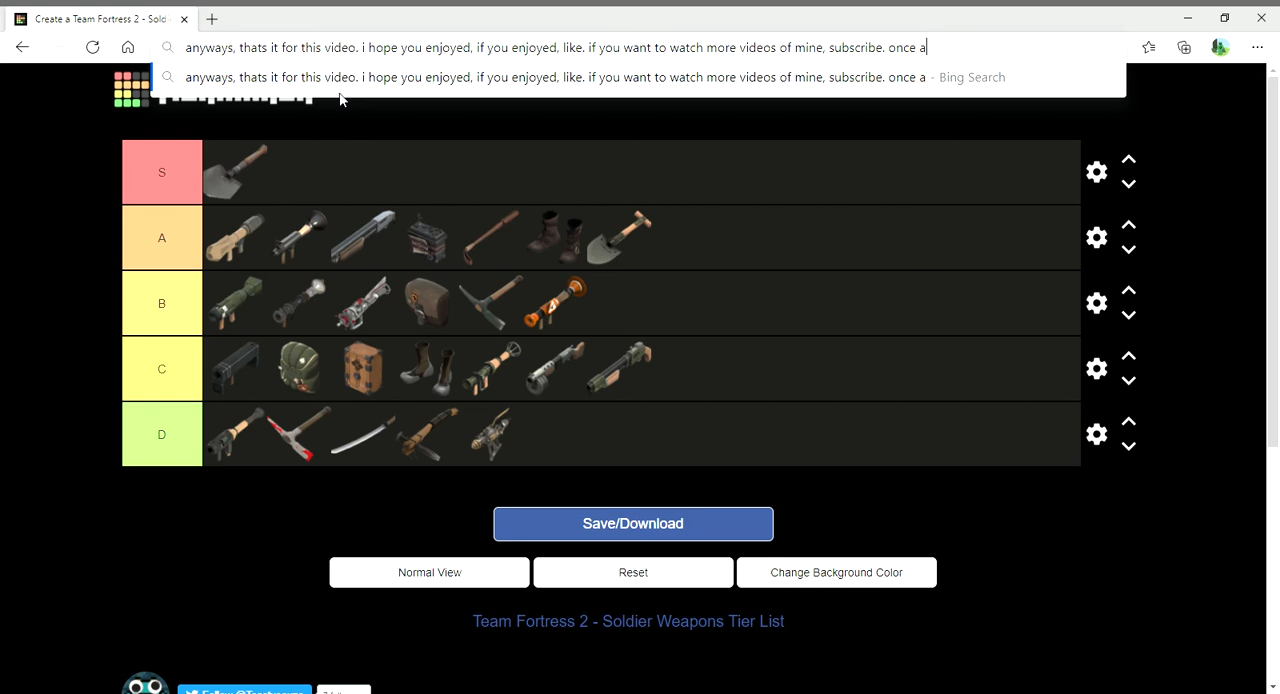 Create a Team Fortress 2 - Sold
anyways, thats it for this video. i hope you enjoyed, if you enjoyed, like. if you want to watch more videos of mine, subscribe. once a
anyways, thats it for this video. i hope you enjoyed, if you enjoyed, like. if you want to watch more videos of mine, subscribe. once a - Bing Search
S
A
B
C
D
Save/Download
Normal View
Reset
Change Background Color
Team Fortress 2 - Soldier Weapons Tier List